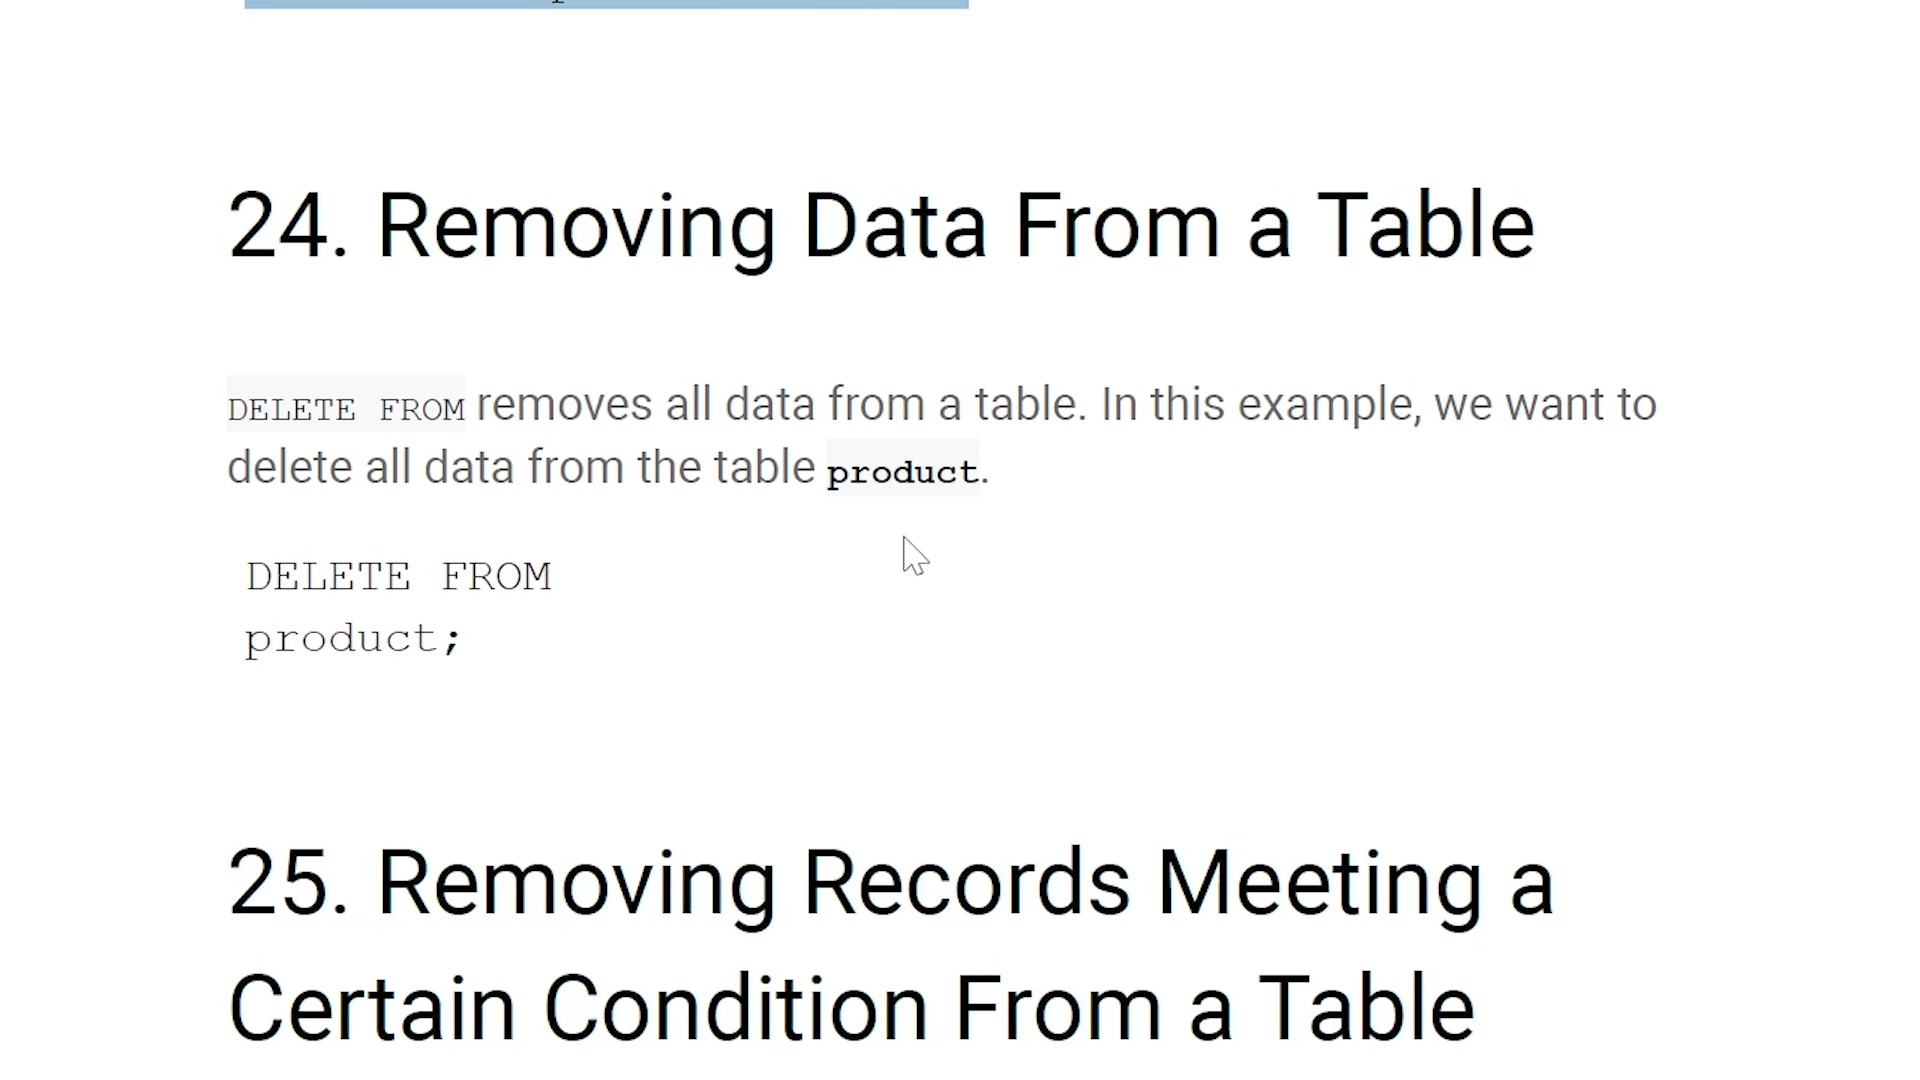 24. Removing Data From a Table
DELETE FROM removes all data from a table. In this example, we want to
delete all data from the table product.
DELETE FROM
product;
25. Removing Records Meeting a
Certain Condition From a Table